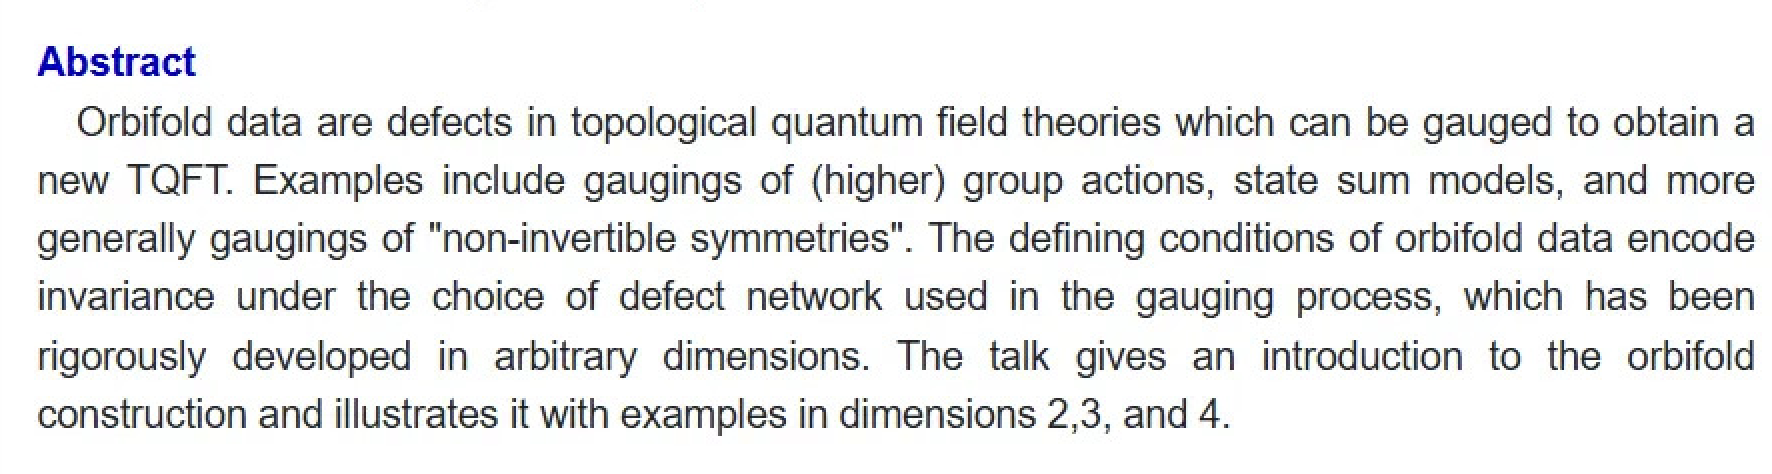 Abstract
Orbifold data are defects in topological quantum field theories which can be gauged to obtain a
new TQFT. Examples include gaugings of (higher) group actions, state sum models, and more
generally gaugings of "non-invertible symmetries". The defining conditions of orbifold data encode
invariance under the choice of defect network used in the gauging process, which has been
rigorously developed in arbitrary dimensions. The talk gives an introduction to the orbifold
construction and illustrates it with examples in dimensions 2,3, and 4.